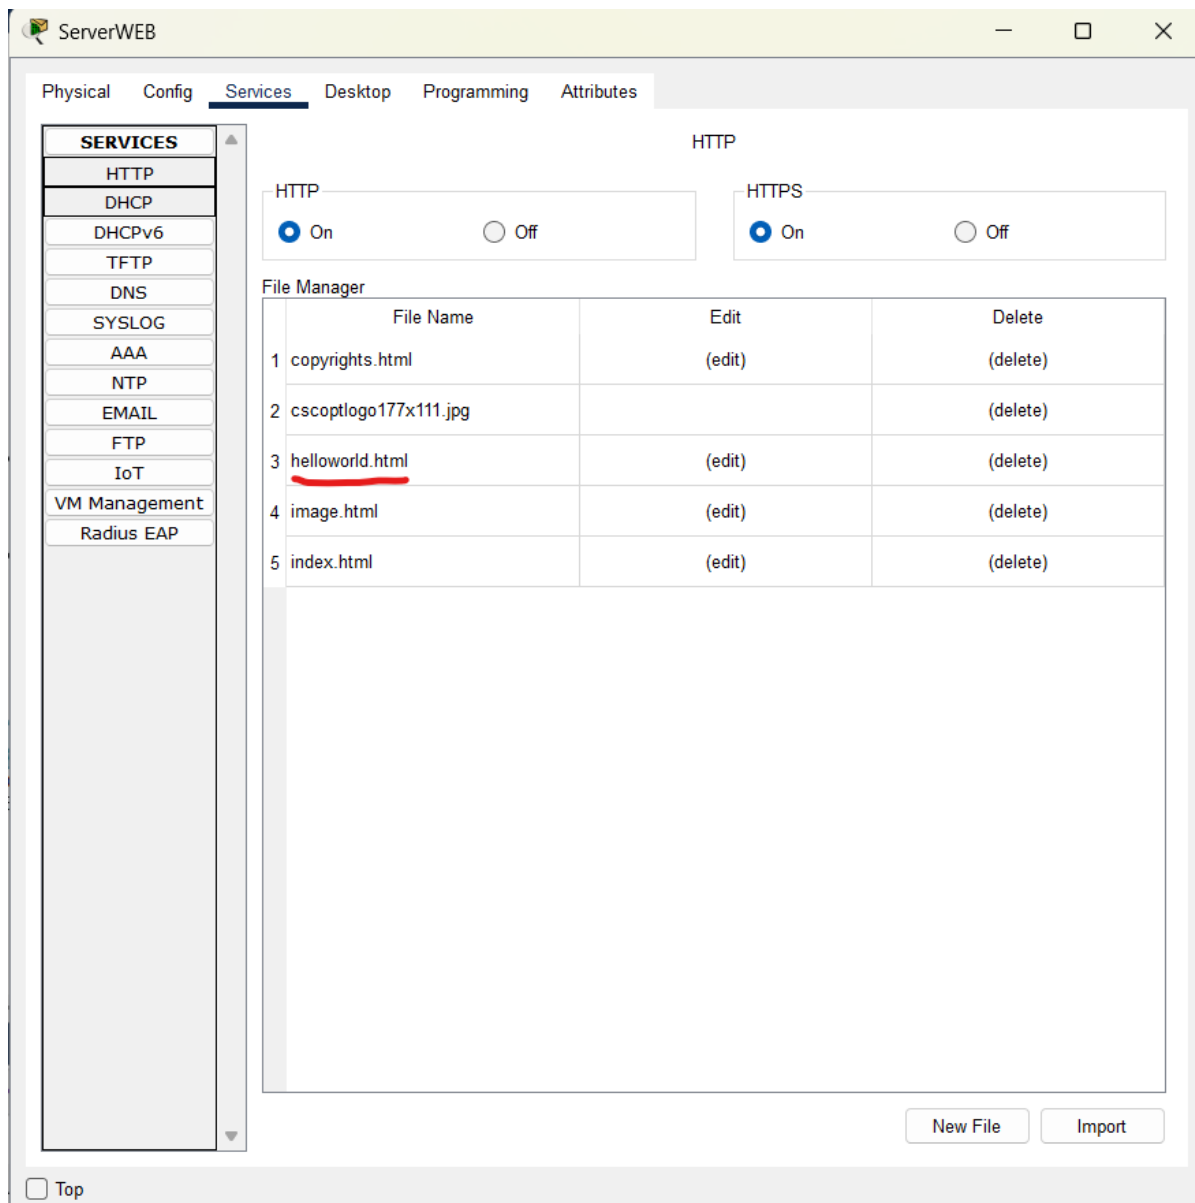 ServerWEB
Physical Config Services Desktop Programming Attributes
SERVICES
HTTP
DHCP
DHCPv6
TFTP
DNS
SYSLOG
AAA
NTP
EMAIL
FTP
IoT
VM Management
Radius EAP
HTTP
HTTP
On Off
HTTPS
On Off
File Manager
File Name Edit Delete
1 copyrights.html (edit) (delete)
2 cscoptlogo177x111.jpg (delete)
3 helloworld.html (edit) (delete)
4 image.html (edit) (delete)
5 index.html (edit) (delete)
New File Import
Top